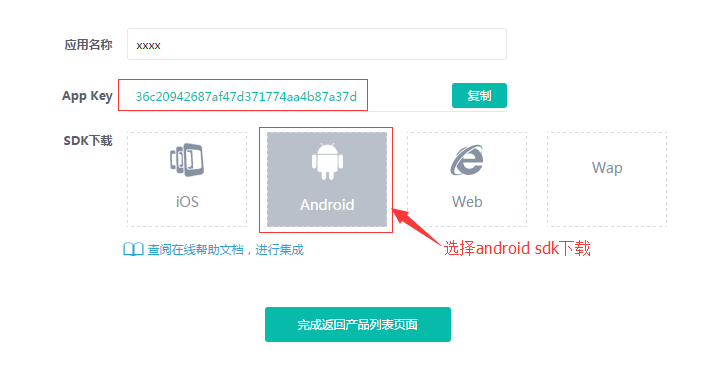 应用名称 xxxx
App Key 36c20942687af47d371774aa4b87a37d 复制
SDK下载
iOS Android Web Wap
选择android sdk下载
查阅在线帮助文档，进行集成
完成返回产品列表页面